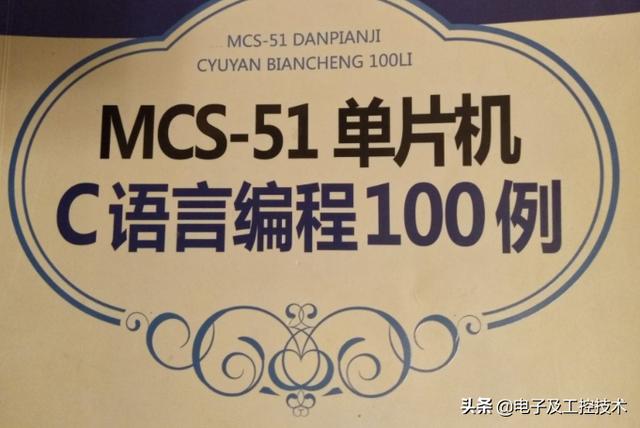 MCS-51 DANPIANJI
CYUYAN BIANCHENG 100LI
MCS-51 单片机
C 语言编程 100 例
头条 @电子及工控技术